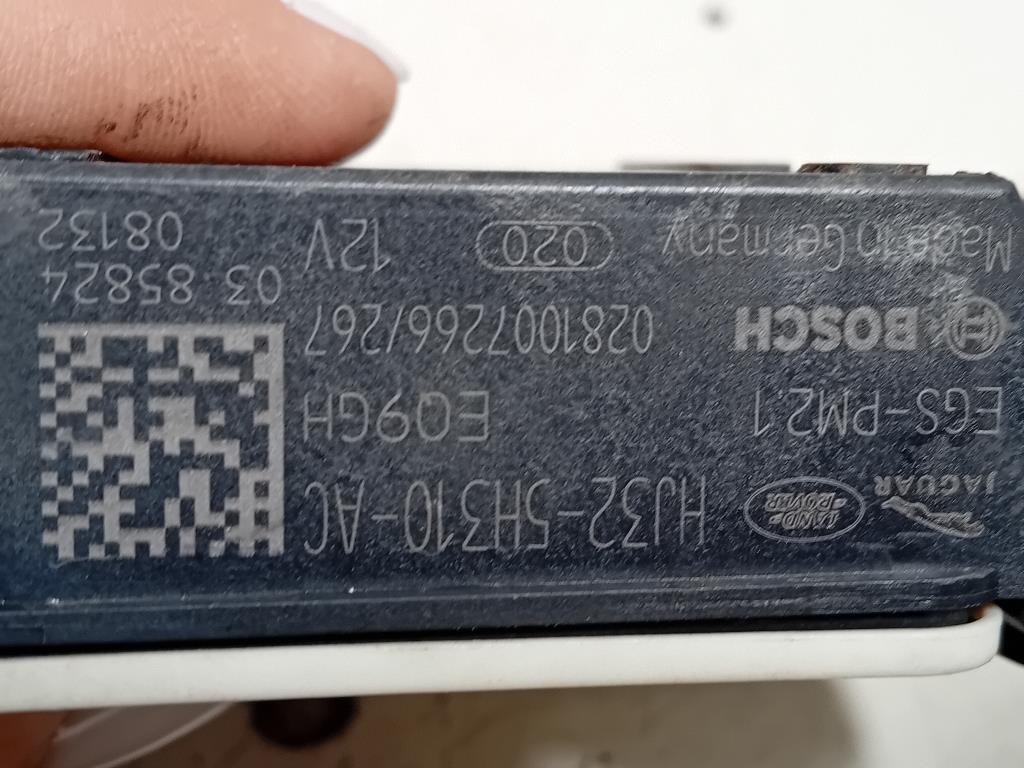 JAGUAR LAND ROVER HJ32-5H310-AC
EGS-PM2.1 EQ9GH
BOSCH 0281007266/267
Made in Germany 020 12V
03 85824
08132